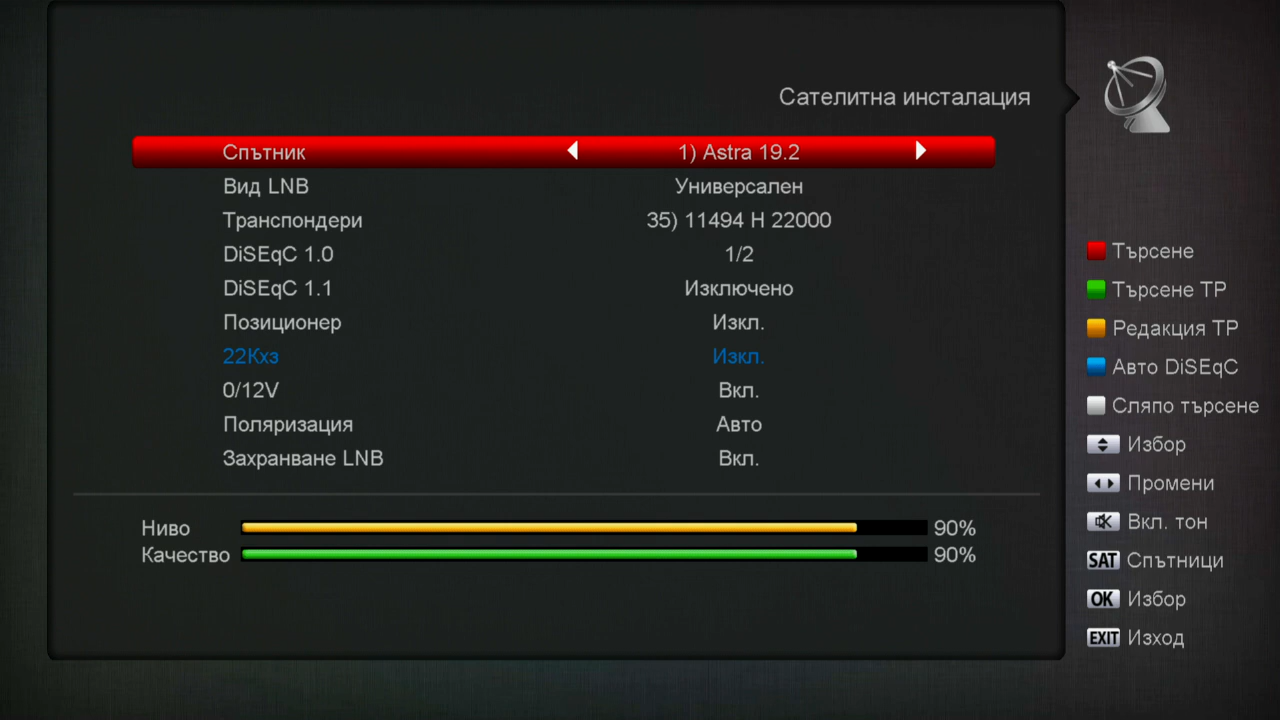 Сателитна инсталация
Спътник 1) Astra 19.2
Вид LNB Универсален
Транспондери 35) 11494 H 22000
DiSEqC 1.0 1/2
DiSEqC 1.1 Изключено
Позиционер Изкл.
22Кхз Изкл.
0/12V Вкл.
Поляризация Авто
Захранване LNB Вкл.
Ниво 90%
Качество 90%
Търсене
Търсене ТР
Редакция ТР
Авто DiSEqC
Сляпо търсене
Избор
Промени
Вкл. тон
SAT Спътници
OK Избор
EXIT Изход